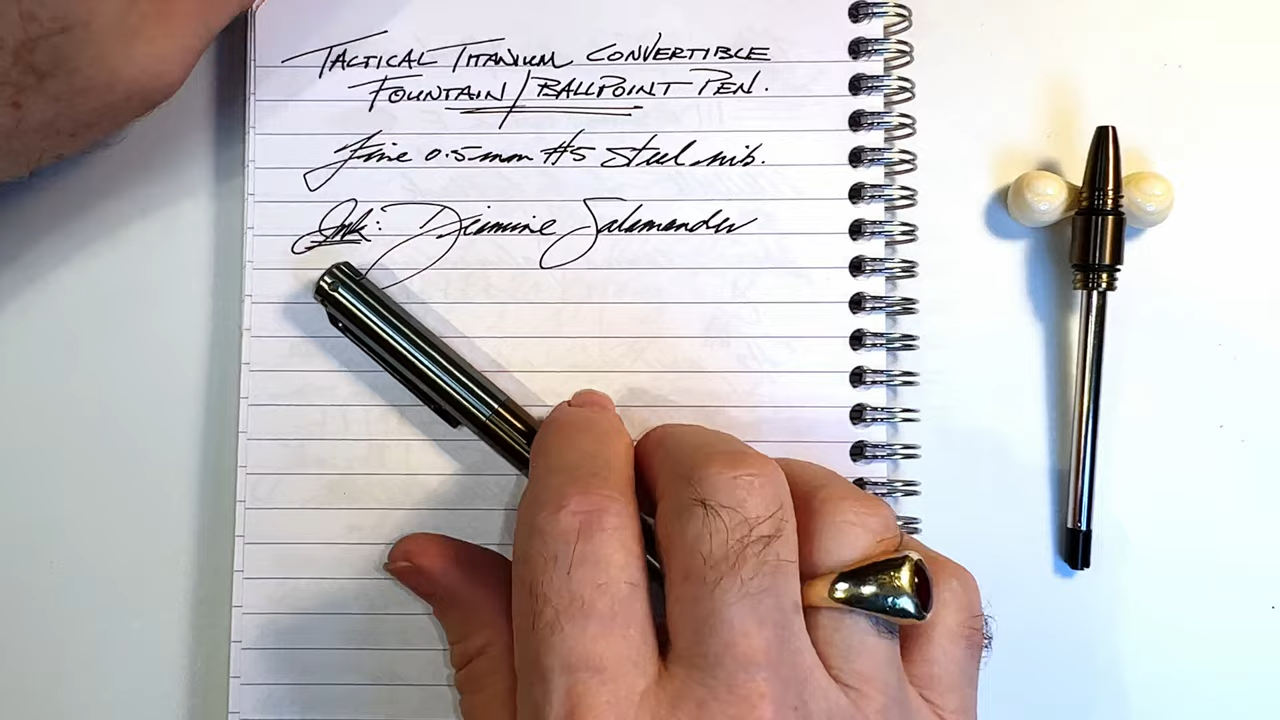 TACTICAL TITANIUM CONVERTIBLE
FOUNTAIN/BALLPOINT PEN.
Fine 0.5mm #5 Steel nib.
Ink: Diamine Salamander